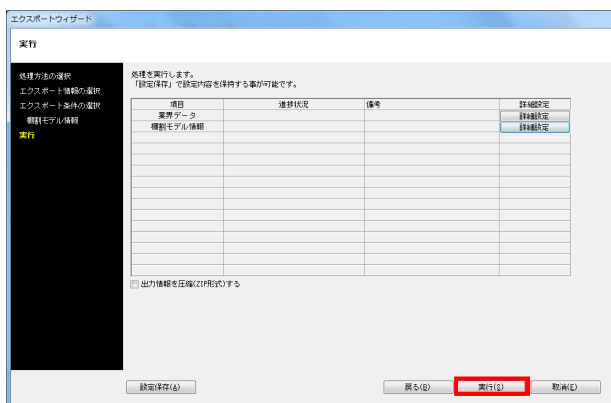 エクスポートウィザード
実行
処理方法の選択
エクスポート情報の選択
エクスポート条件の選択
棚割モデル情報
実行
処理を実行します。
「設定保存」で設定内容を保持する事が可能です。
項目 進捗状況 備考 詳細設定
業界データ 詳細設定
棚割モデル情報 詳細設定
出力情報を圧縮(ZIP形式)する
設定保存(A) 戻る(B) 実行(S) 取消(E)